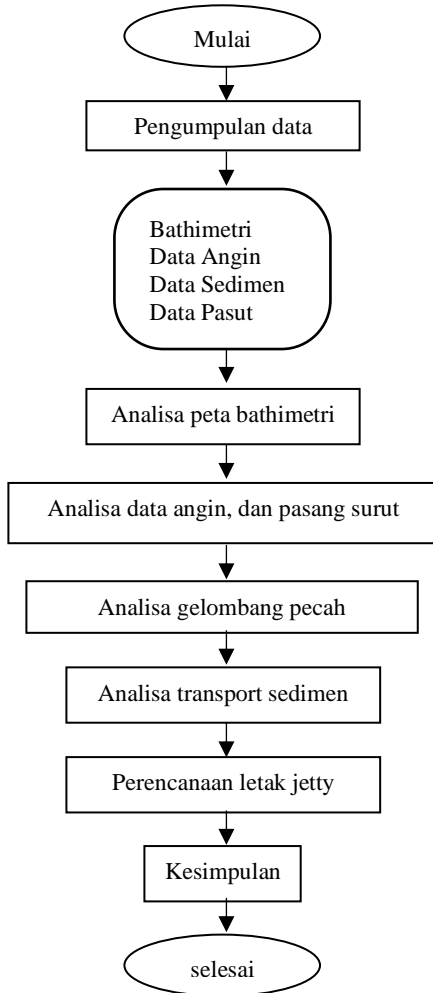 Mulai
Pengumpulan data
Bathimetri
Data Angin
Data Sedimen
Data Pasut
Analisa peta bathimetri
Analisa data angin, dan pasang surut
Analisa gelombang pecah
Analisa transport sedimen
Perencanaan letak jetty
Kesimpulan
selesai